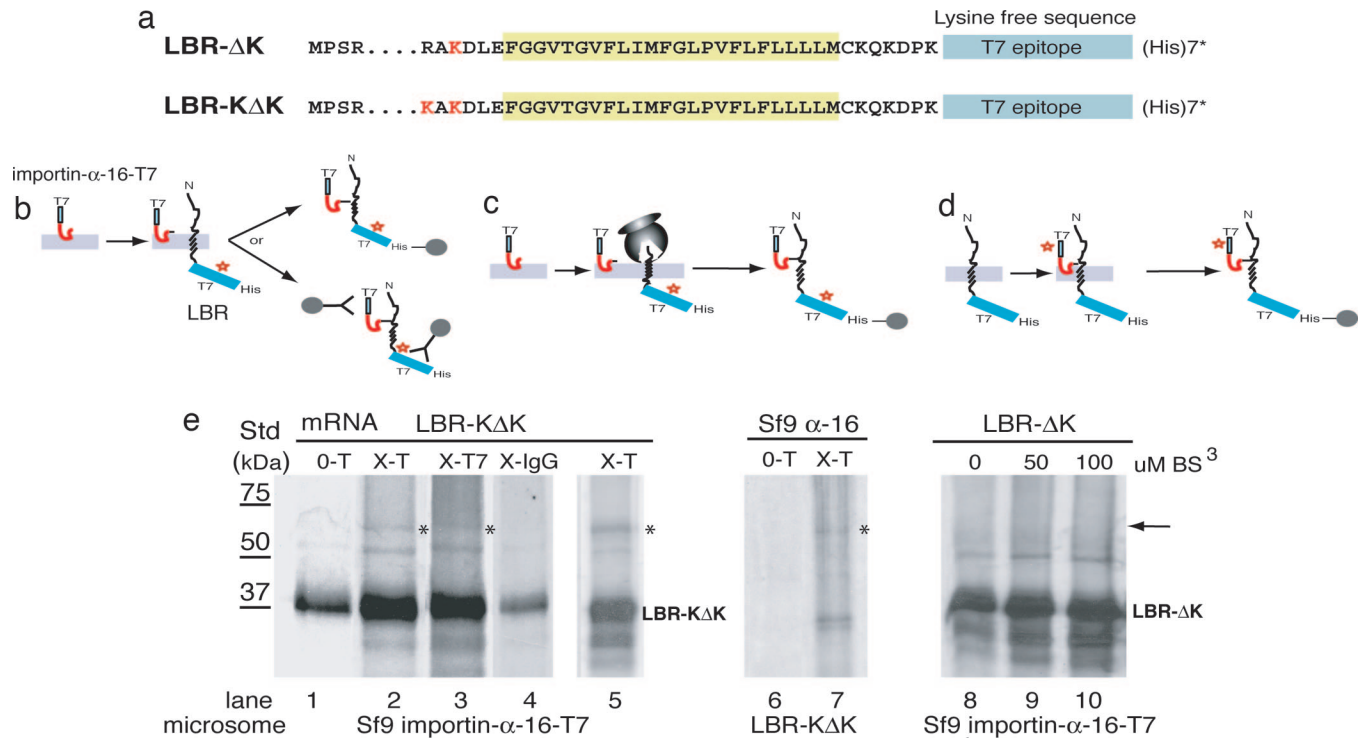 a
Lysine free sequence
LBR-ΔK MPSR....RAKDLEFGGVTGVFLIMFGLPVFLFLLLLMCKQKDPK T7 epitope (His)7*
LBR-KΔK MPSR....KAKDLEFGGVTGVFLIMFGLPVFLFLLLLMCKQKDPK T7 epitope (His)7*
importin-α-16-T7
b T7 T7 N T7 His LBR or T7 N T7 His T7 N T7 His
c T7 T7 T7 His T7 N T7 His
d N T7 His T7 N T7 His T7 N T7 His
e
mRNA LBR-KΔK Sf9 α-16 LBR-ΔK
Std
(kDa) 0-T X-T X-T7 X-IgG X-T 0-T X-T 0 50 100 uM BS3
75
* * * *
50
37
LBR-KΔK LBR-ΔK
lane 1 2 3 4 5 6 7 8 9 10
microsome Sf9 importin-α-16-T7 LBR-KΔK Sf9 importin-α-16-T7